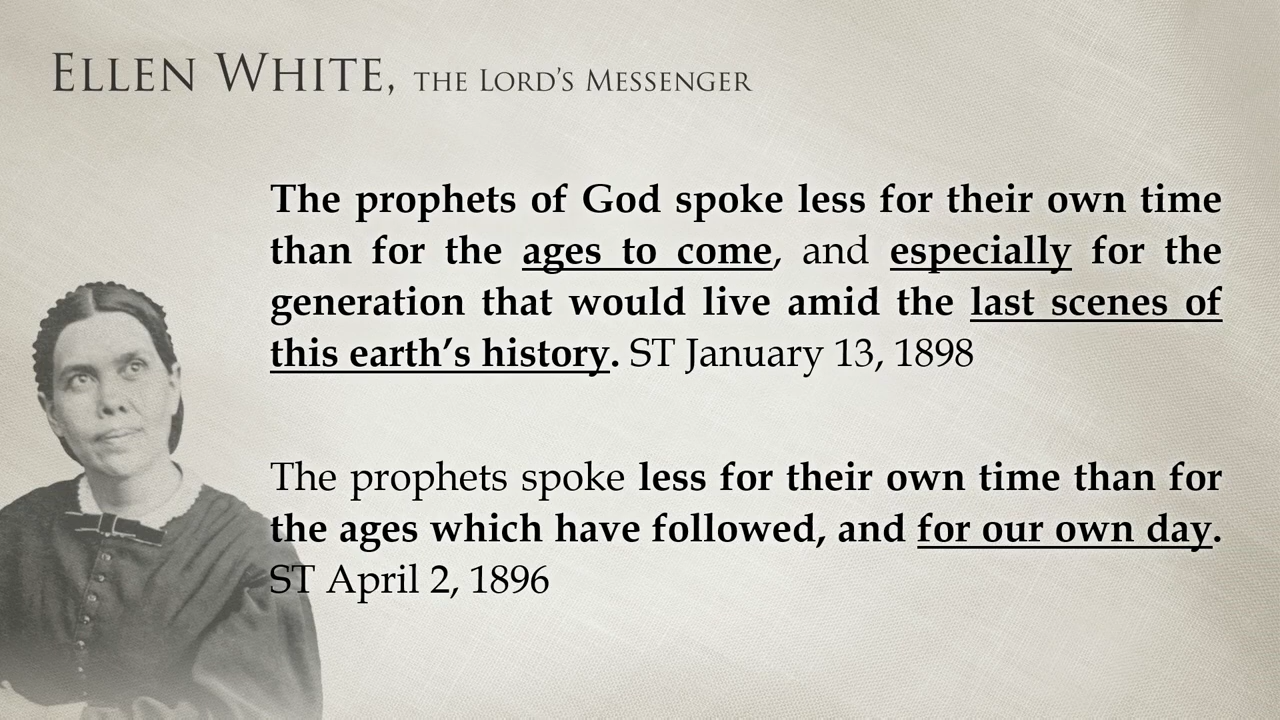 Ellen White, the Lord's Messenger
The prophets of God spoke less for their own time
than for the ages to come, and especially for the
generation that would live amid the last scenes of
this earth’s history. ST January 13, 1898
The prophets spoke less for their own time than for
the ages which have followed, and for our own day.
ST April 2, 1896